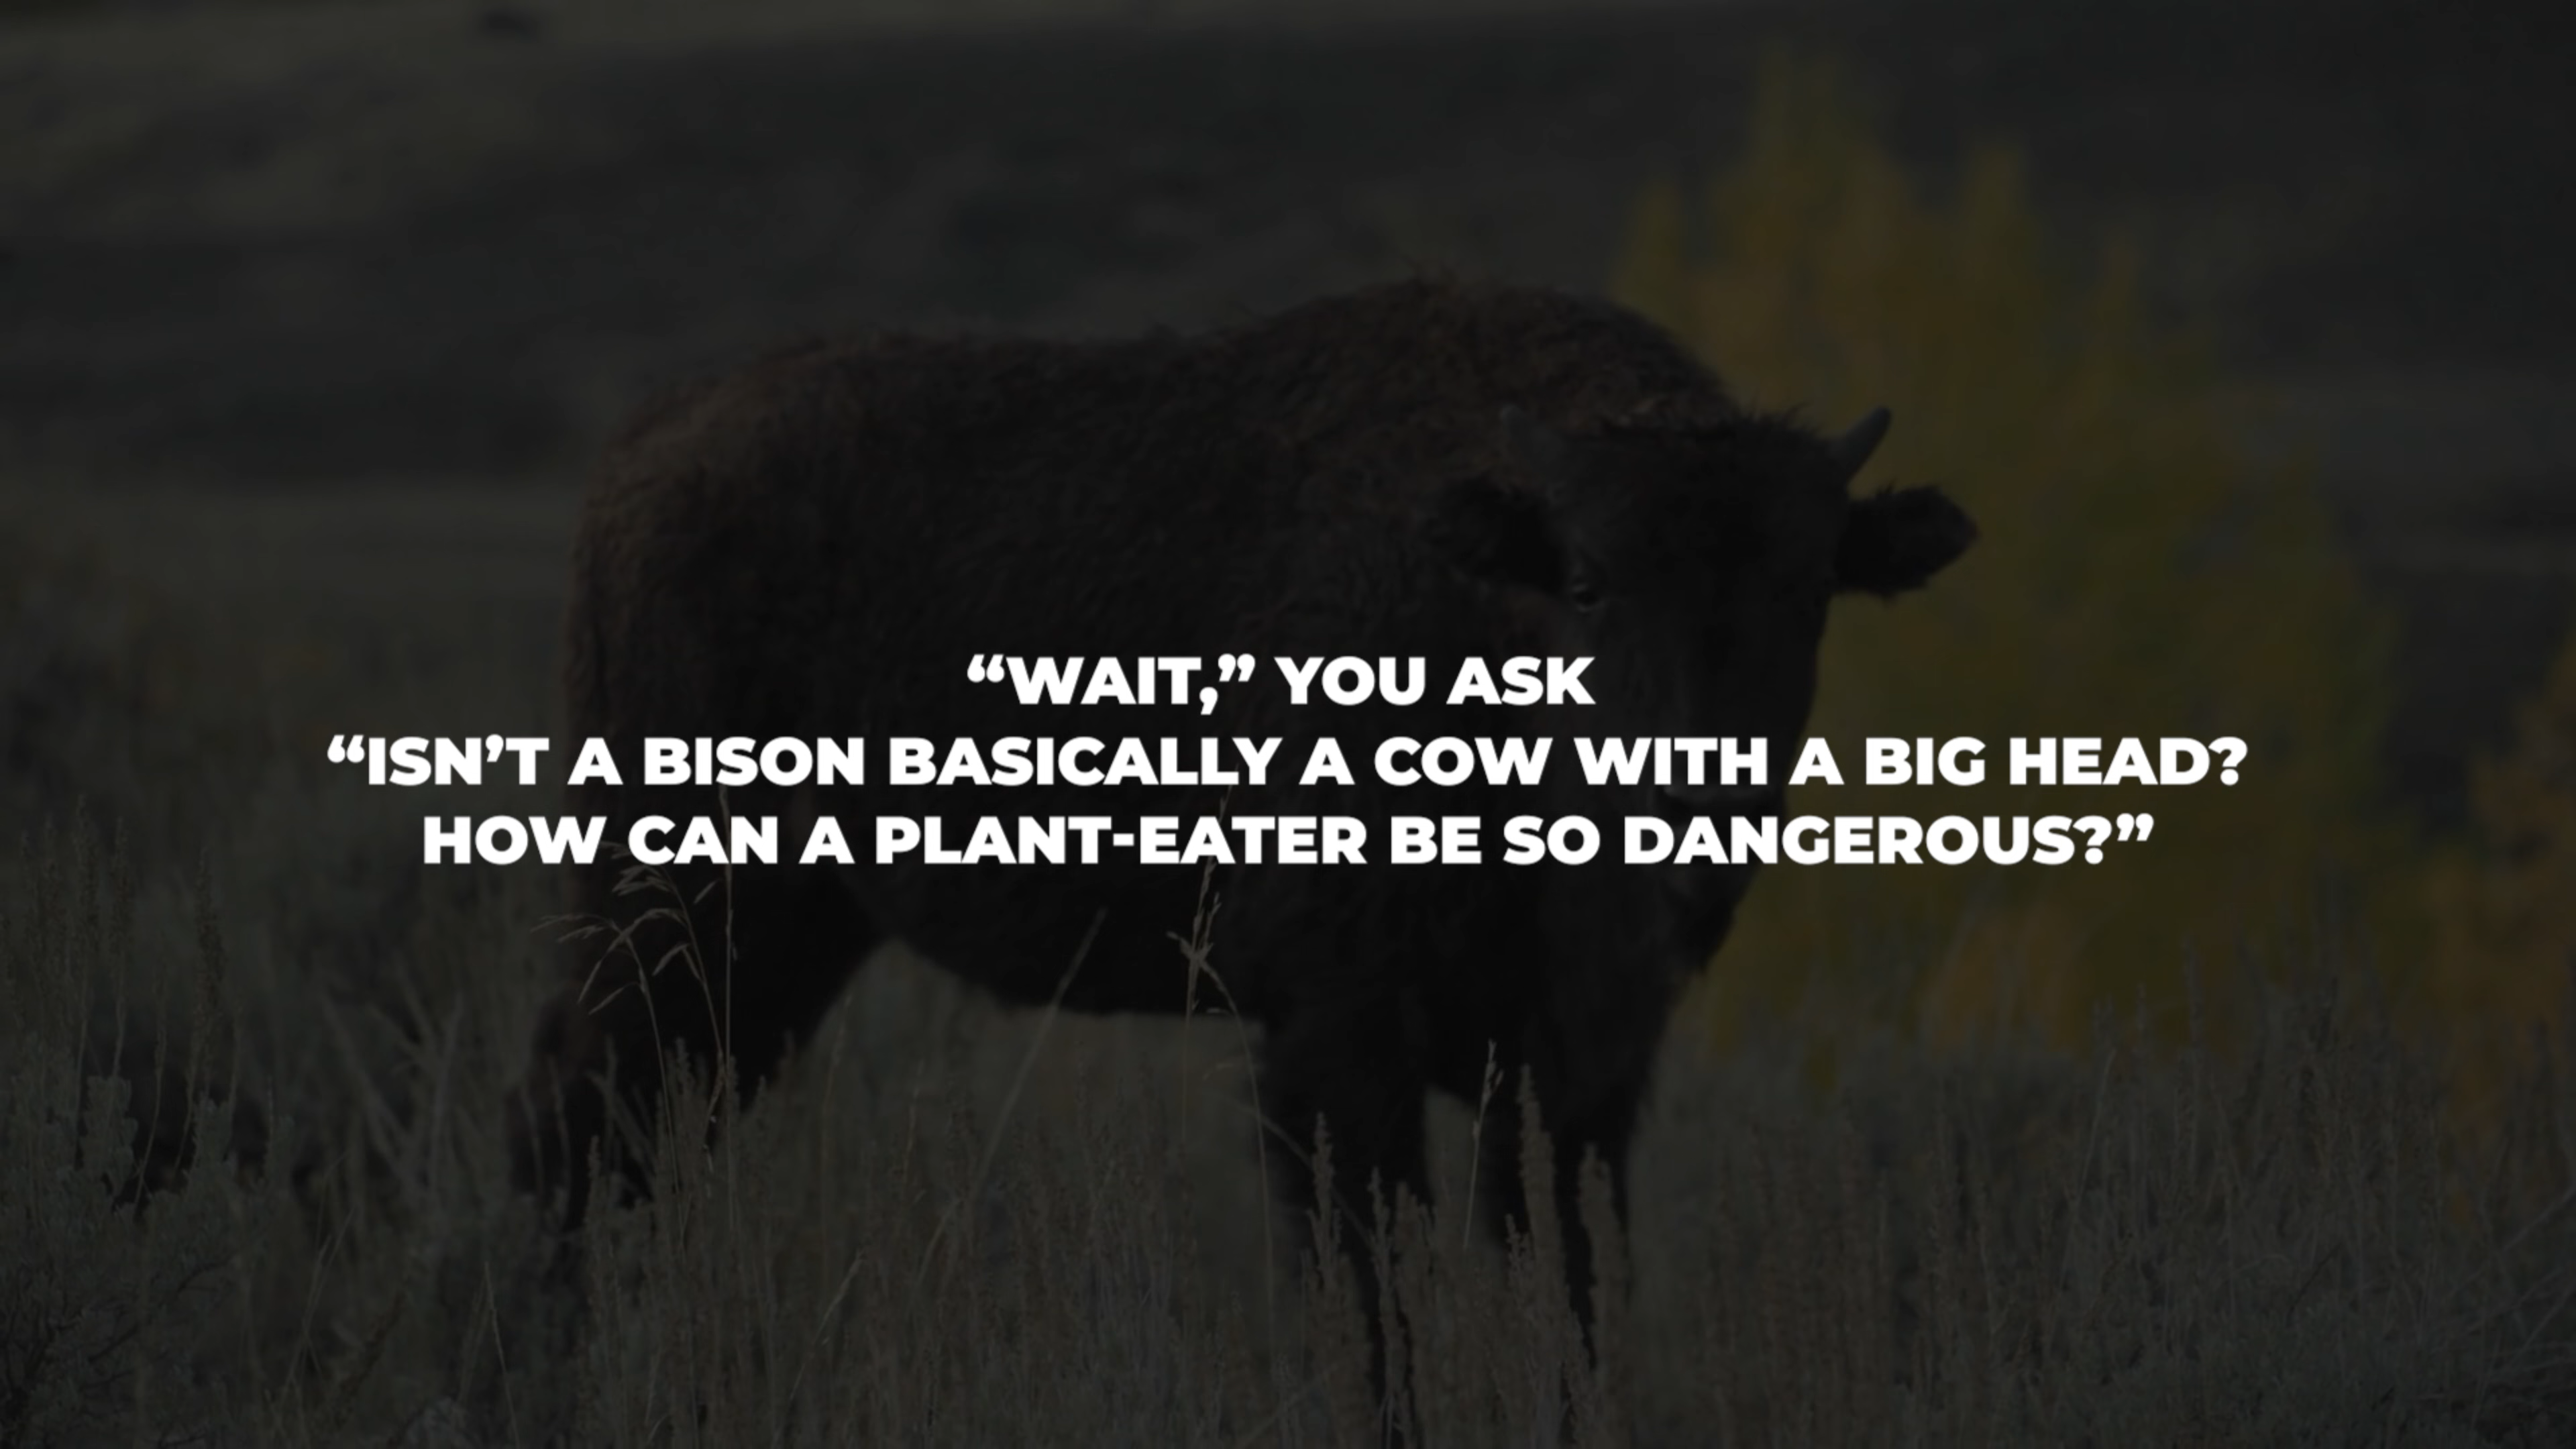 “WAIT,” YOU ASK
“ISN’T A BISON BASICALLY A COW WITH A BIG HEAD?
HOW CAN A PLANT-EATER BE SO DANGEROUS?”